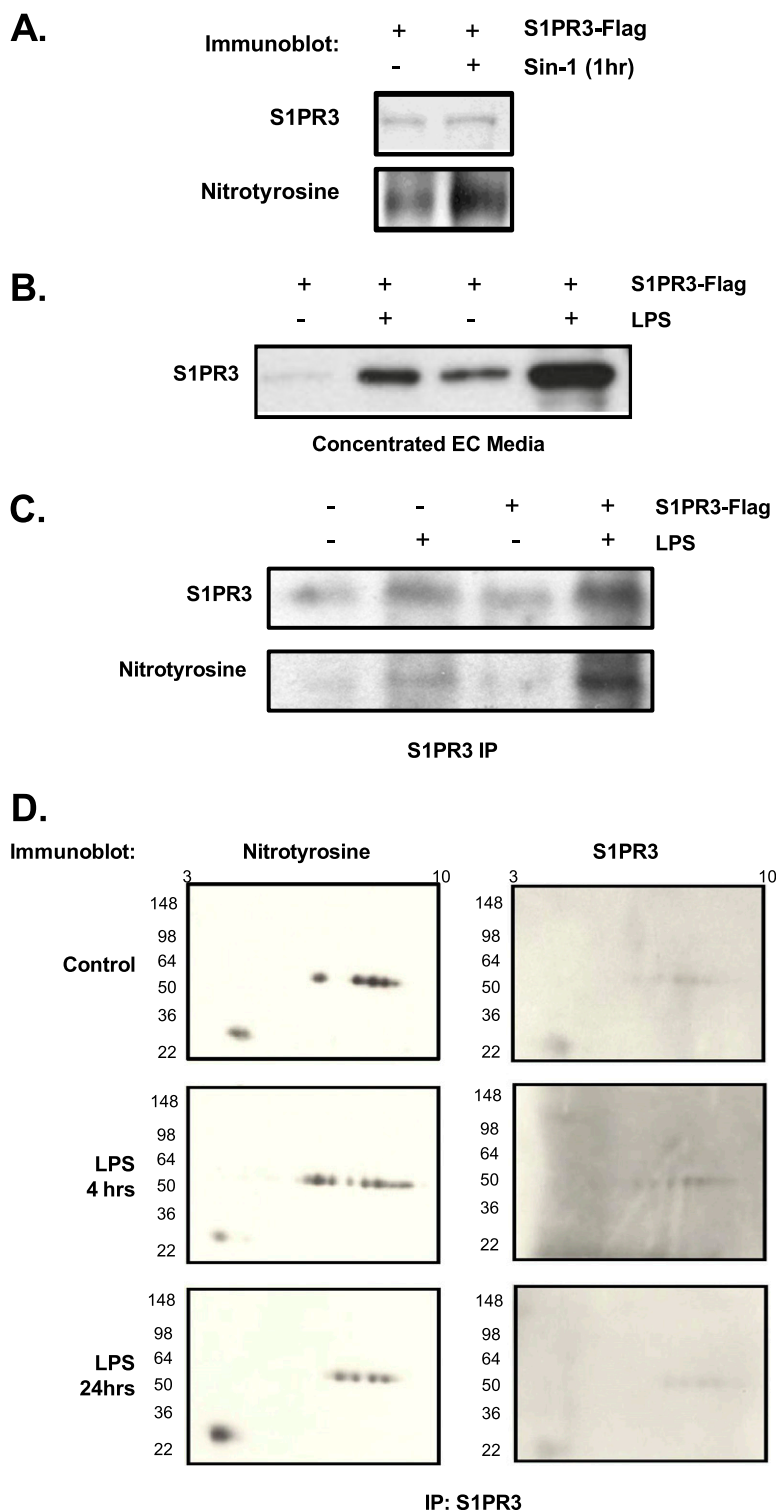 A.
Immunoblot:
+ + S1PR3-Flag
- + Sin-1 (1hr)
S1PR3
Nitrotyrosine
B.
+ + + + S1PR3-Flag
- + - + LPS
S1PR3
Concentrated EC Media
C.
- - + + S1PR3-Flag
- + - + LPS
S1PR3
Nitrotyrosine
S1PR3 IP
D.
Immunoblot: Nitrotyrosine S1PR3
3 10 3 10
Control
148 148
98 98
64 64
50 50
36 36
22 22
LPS
4 hrs
148 148
98 98
64 64
50 50
36 36
22 22
LPS
24hrs
148 148
98 98
64 64
50 50
36 36
22 22
IP: S1PR3